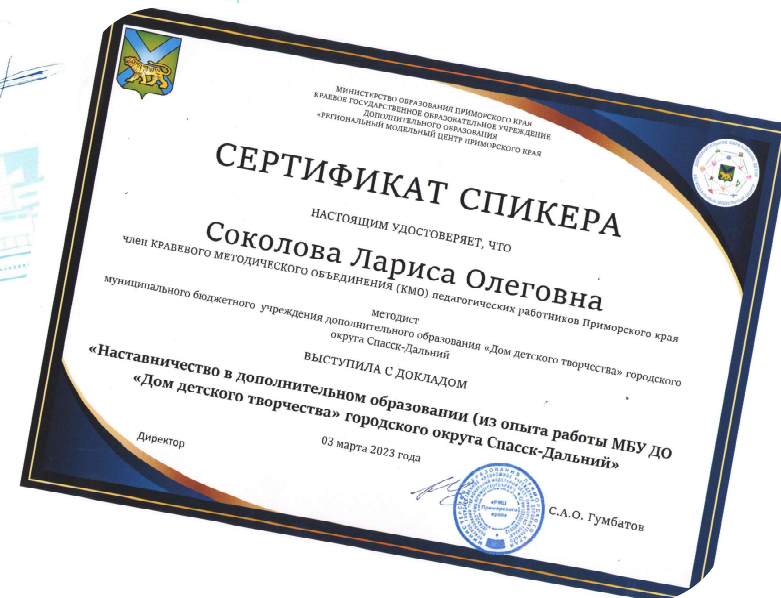 МИНИСТЕРСТВО ОБРАЗОВАНИЯ ПРИМОРСКОГО КРАЯ
КРАЕВОЕ ГОСУДАРСТВЕННОЕ ОБРАЗОВАТЕЛЬНОЕ УЧРЕЖДЕНИЕ
ДОПОЛНИТЕЛЬНОГО ОБРАЗОВАНИЯ
«РЕГИОНАЛЬНЫЙ МОДЕЛЬНЫЙ ЦЕНТР ПРИМОРСКОГО КРАЯ
СЕРТИФИКАТ СПИКЕРА
НАСТОЯЩИМ УДОСТОВЕРЯЕТ, ЧТО
Соколова Лариса Олеговна
член КРАЕВОГО МЕТОДИЧЕСКОГО ОБЪЕДИНЕНИЯ (КМО) педагогических работников Приморского края
методист
муниципального бюджетного учреждения дополнительного образования «Дом детского творчества» городского
округа Спасск-Дальний
ВЫСТУПИЛА С ДОКЛАДОМ
«Наставничество в дополнительном образовании (из опыта работы МБУ ДО
«Дом детского творчества» городского округа Спасск-Дальний»
Директор
03 марта 2023 года
«РМЦ
Приморского
края»
С.А.О. Гумбатов